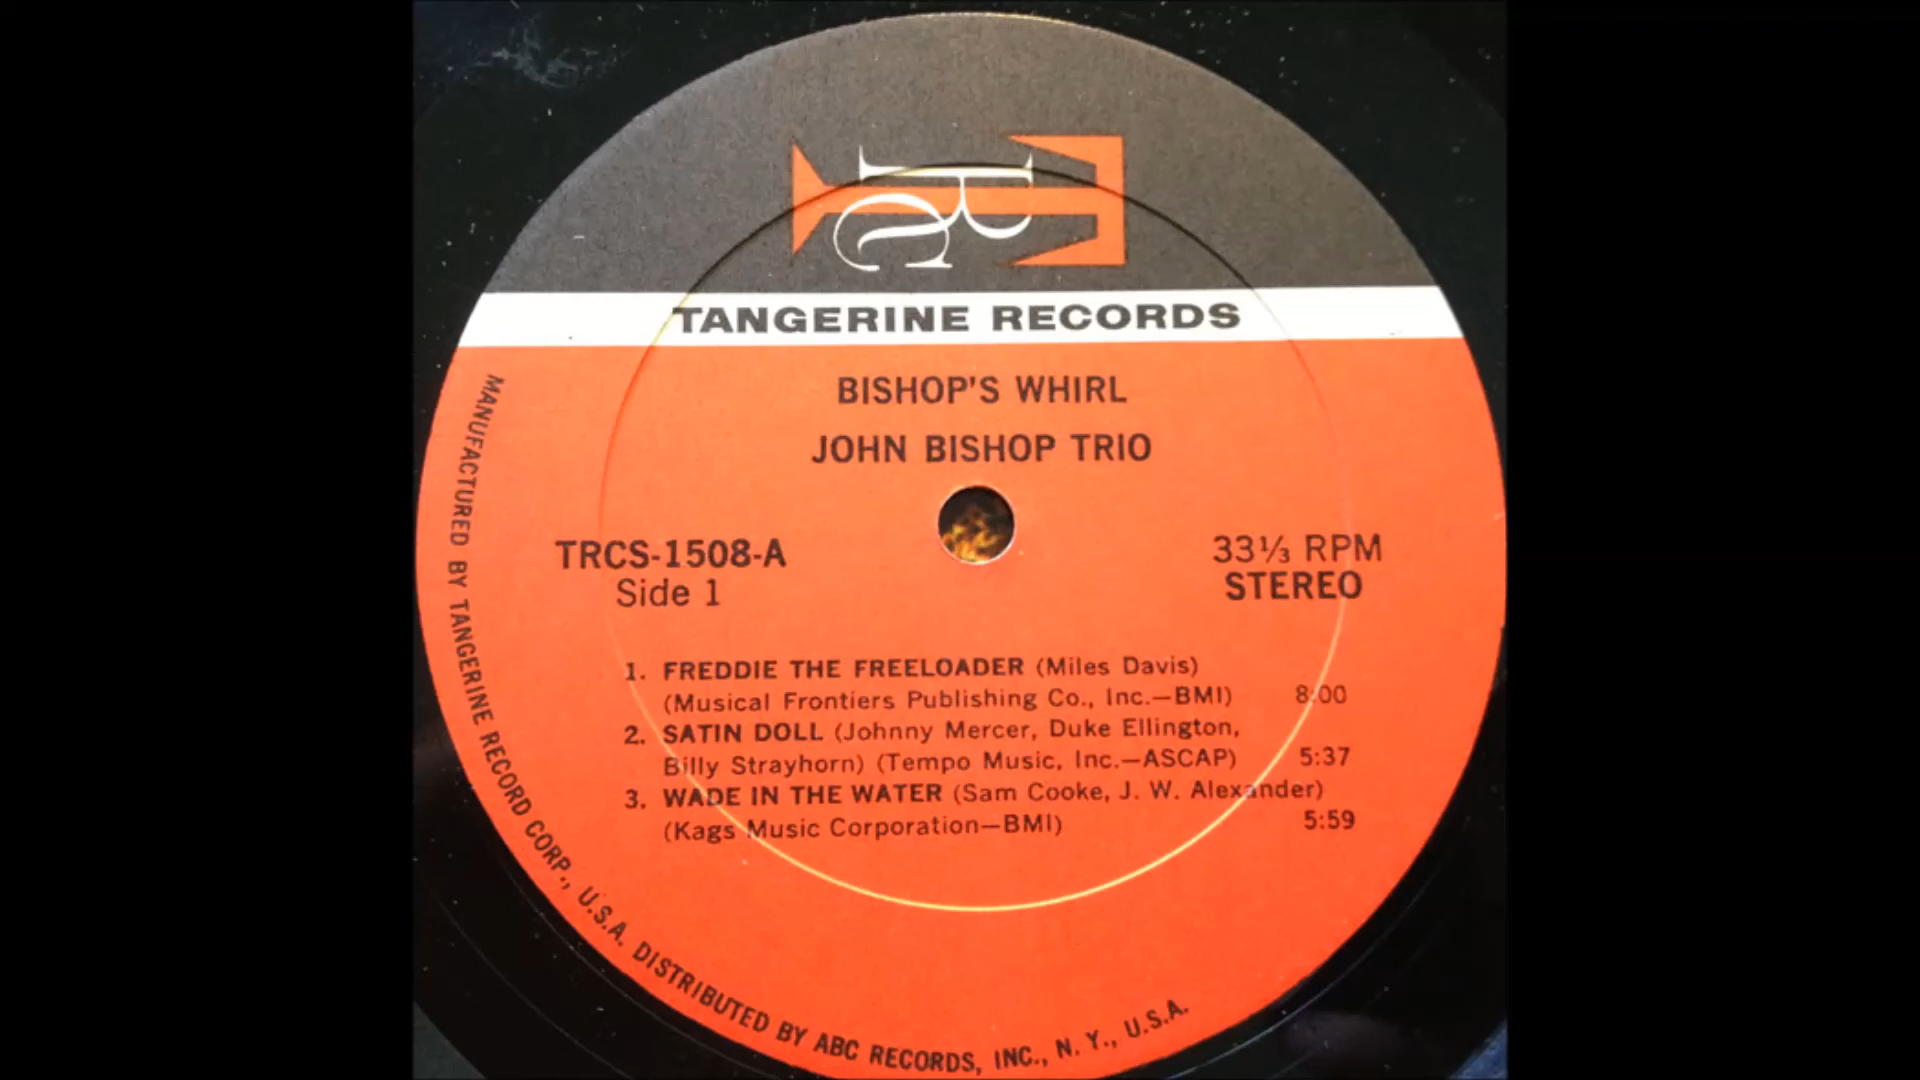 TRC
TANGERINE RECORDS
BISHOP'S WHIRL
JOHN BISHOP TRIO
TRCS-1508-A
Side 1
33⅓ RPM
STEREO
1. FREDDIE THE FREELOADER (Miles Davis)
(Musical Frontiers Publishing Co., Inc.—BMI) 8:00
2. SATIN DOLL (Johnny Mercer, Duke Ellington,
Billy Strayhorn) (Tempo Music, Inc.—ASCAP) 5:37
3. WADE IN THE WATER (Sam Cooke, J. W. Alexander)
(Kags Music Corporation—BMI) 5:59
MANUFACTURED BY TANGERINE RECORD CORP., U.S.A. DISTRIBUTED BY ABC RECORDS, INC., N. Y., U.S.A.